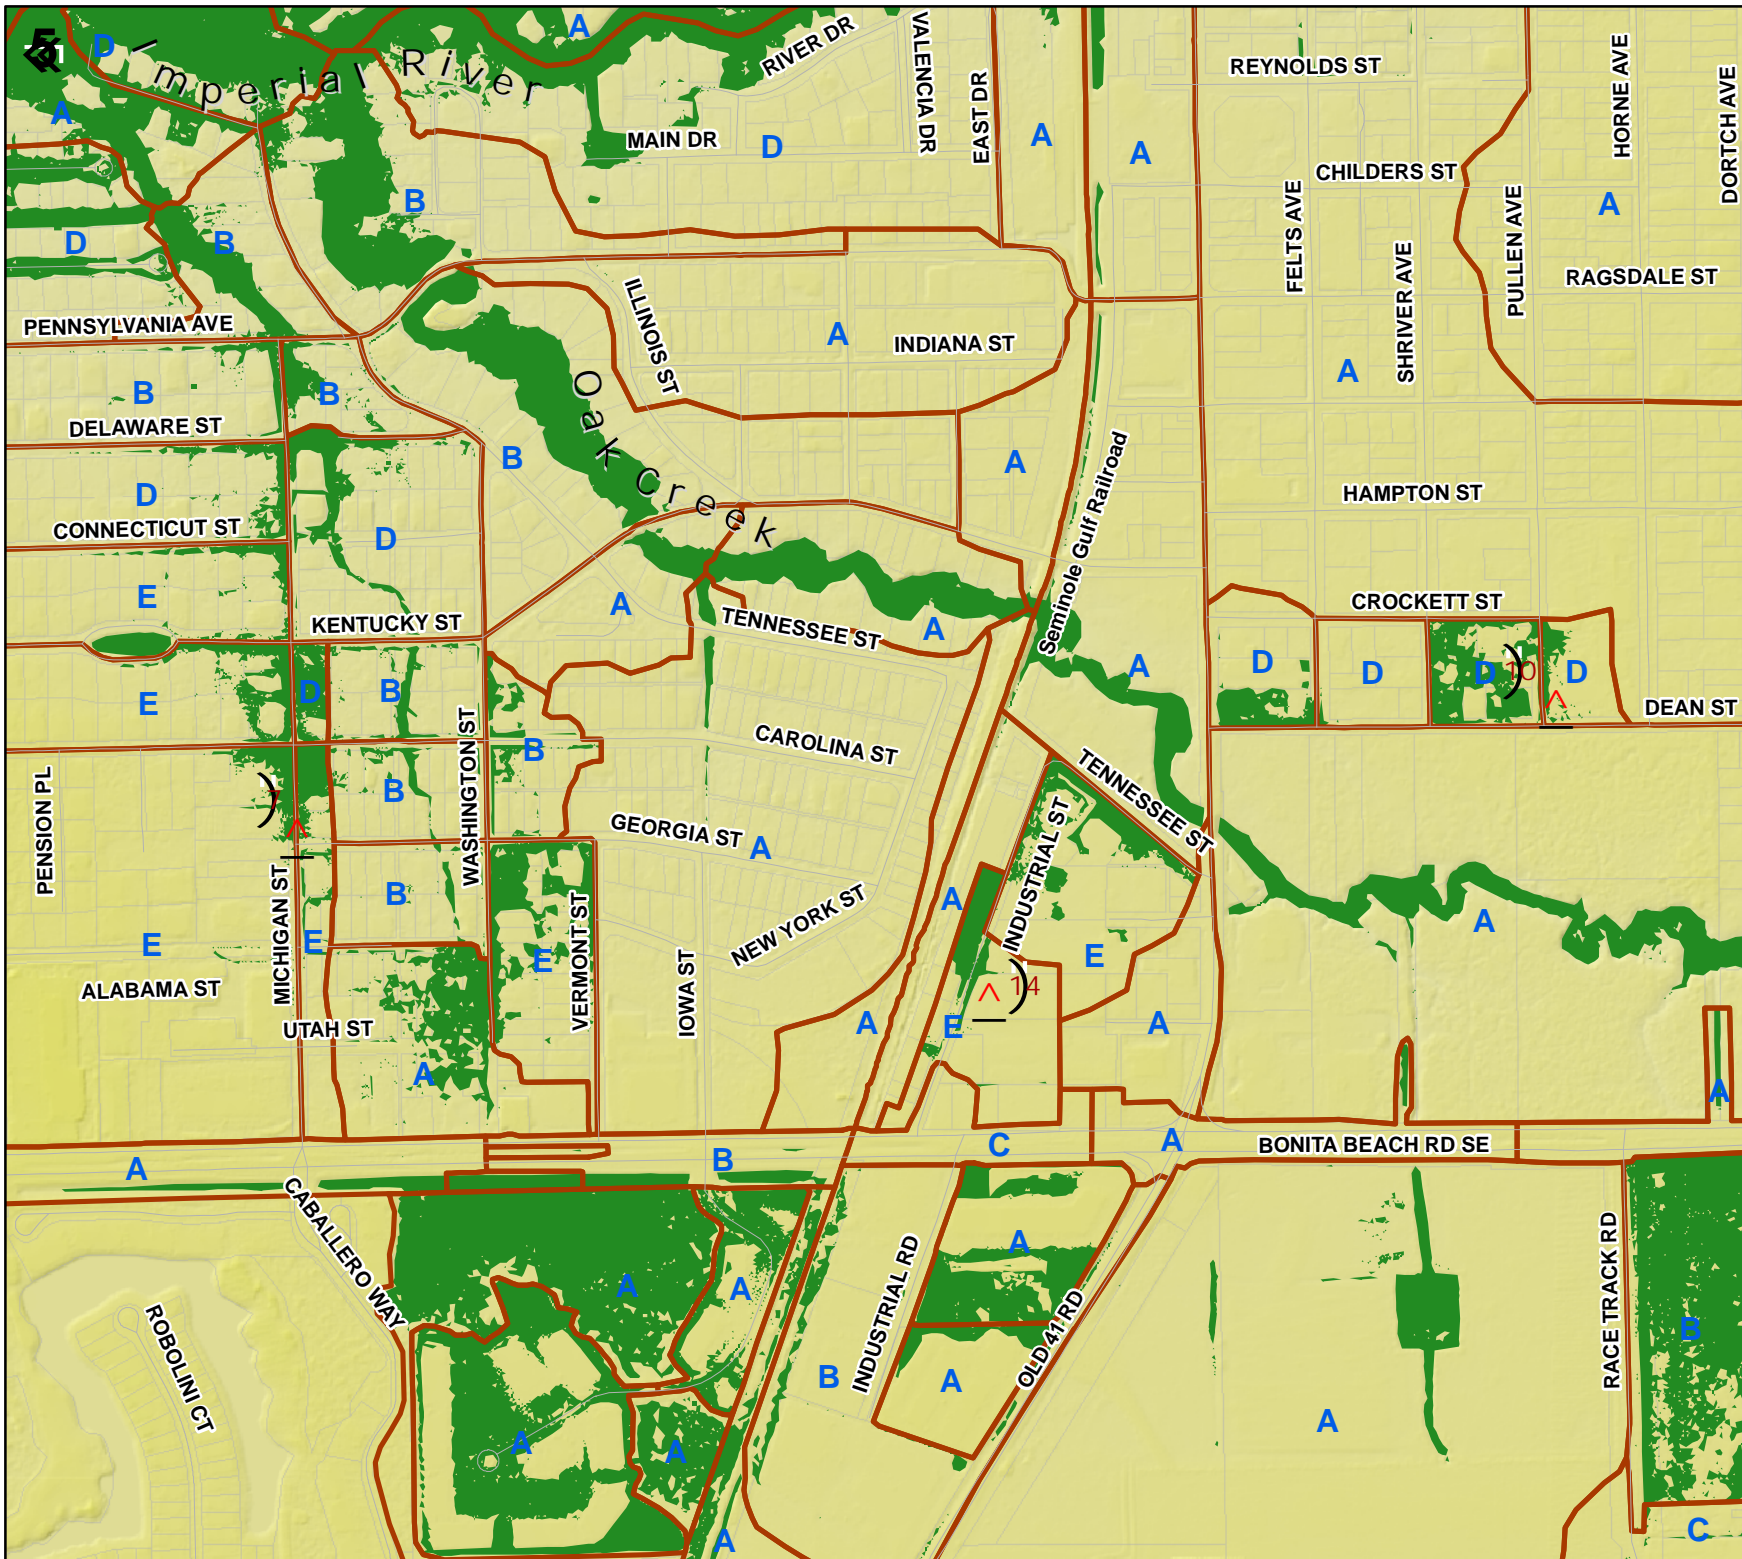 D
A
Imperial River
RIVER DR
VALENCIA DR
EAST DR
REYNOLDS ST
HORNE AVE
DORTCH AVE
A
MAIN DR
D
A
A
CHILDERS ST
FELTS AVE
PULLEN AVE
A
B
D
B
SHRIVER AVE
RAGSDALE ST
PENNSYLVANIA AVE
ILLINOIS ST
A
INDIANA ST
A
B
B
DELAWARE ST
Oak Creek
B
A
Seminole Gulf Railroad
HAMPTON ST
D
CONNECTICUT ST
D
E
KENTUCKY ST
A
TENNESSEE ST
A
CROCKETT ST
A
D
D
D
10
D
DEAN ST
E
D
B
WASHINGTON ST
B
CAROLINA ST
TENNESSEE ST
PENSION PL
B
GEORGIA ST
A
INDUSTRIAL ST
MICHIGAN ST
B
VERMONT ST
NEW YORK ST
A
A
E
E
E
IOWA ST
E
ALABAMA ST
14
UTAH ST
A
E
A
A
A
A
B
C
A
BONITA BEACH RD SE
CABALLERO WAY
A
A
INDUSTRIAL RD
A
OLD 41 RD
RACE TRACK RD
B
ROBOLINI CT
B
A
A
A
A
A
C